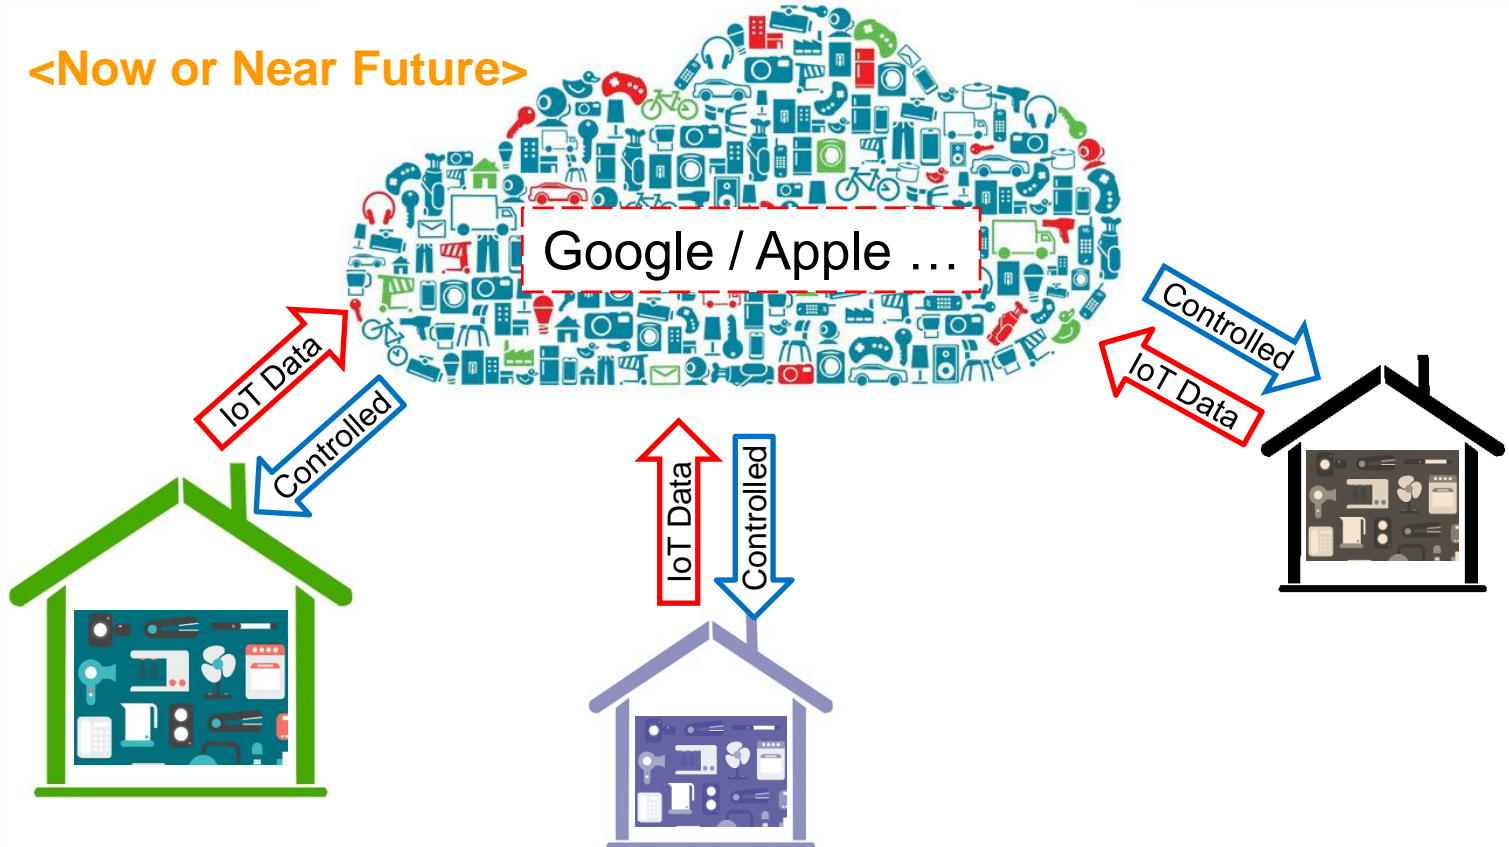 <Now or Near Future>
Google / Apple …
IoT Data
Controlled
IoT Data
Controlled
Controlled
IoT Data